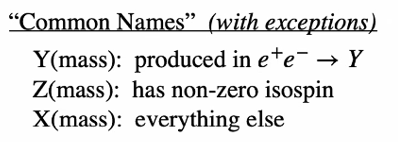 “Common Names” (with exceptions)
Y(mass): produced in e⁺e⁻ → Y
Z(mass): has non-zero isospin
X(mass): everything else